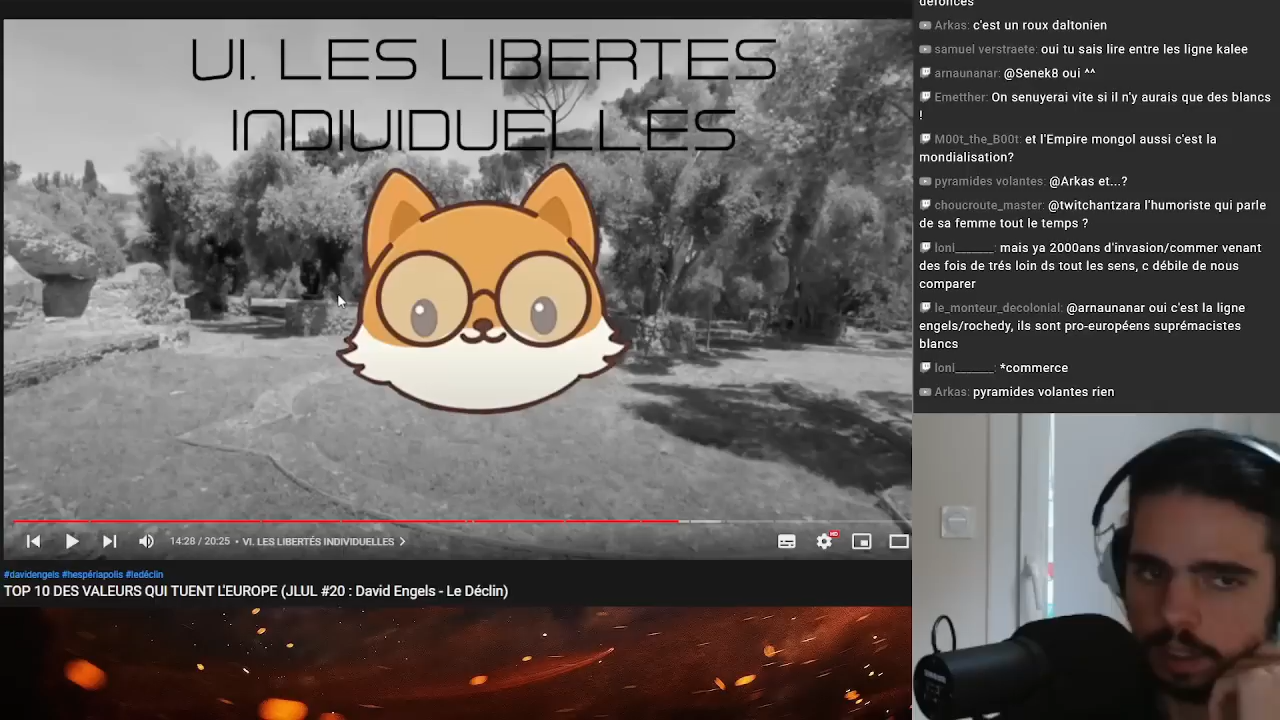 VI. LES LIBERTES
INDIVIDUELLES
14:28 / 20:25 • VI. LES LIBERTÉS INDIVIDUELLES
HD
#davidengels #hespériapolis #ledéclin
TOP 10 DES VALEURS QUI TUENT L'EUROPE (JLUL #20 : David Engels - Le Déclin)
défoncés
Arkas: c'est un roux daltonien
samuel verstraete: oui tu sais lire entre les ligne kalee
arnaunanar: @Senek8 oui ^^
Emetther: On senuyerai vite si il n'y aurais que des blancs
!
M00t_the_B00t: et l'Empire mongol aussi c'est la
mondialisation?
pyramides volantes: @Arkas et...?
choucroute_master: @twitchantzara l'humoriste qui parle
de sa femme tout le temps ?
loni______: mais ya 2000ans d'invasion/commer venant
des fois de trés loin ds tout les sens, c débile de nous
comparer
le_monteur_decolonial: @arnaunanar oui c'est la ligne
engels/rochedy, ils sont pro-européens suprémacistes
blancs
loni______: *commerce
Arkas: pyramides volantes rien